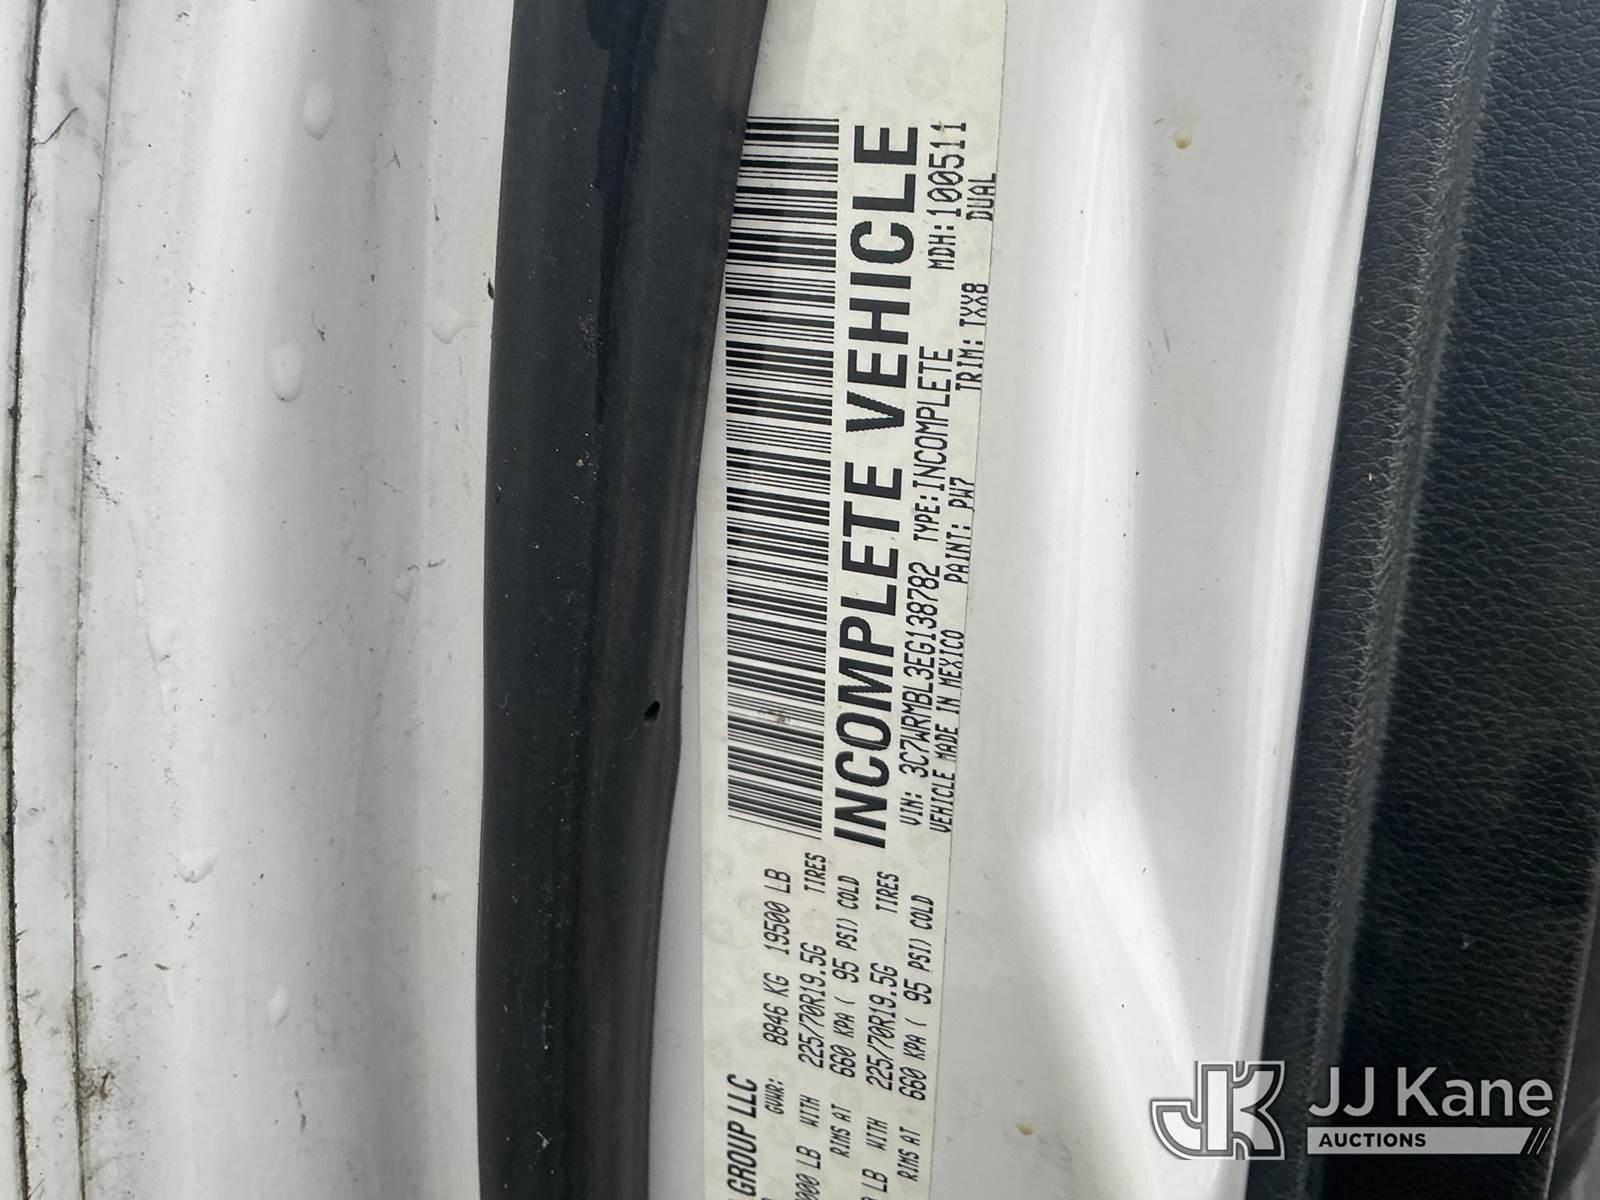 GROUP LLC
GVWR: 8846 KG 19500 LB
000 LB WITH 225/70R19.5G TIRES
RIMS AT 660 KPA ( 95 PSI) COLD
LB WITH 225/70R19.5G TIRES
RIMS AT 660 KPA ( 95 PSI) COLD
INCOMPLETE VEHICLE
VIN: 3C7WRMBL3EG138782 TYPE:INCOMPLETE MDH:100511
VEHICLE MADE IN MEXICO PAINT: PW7 TRIM: TXX8 DUAL
JK JJ Kane
AUCTIONS